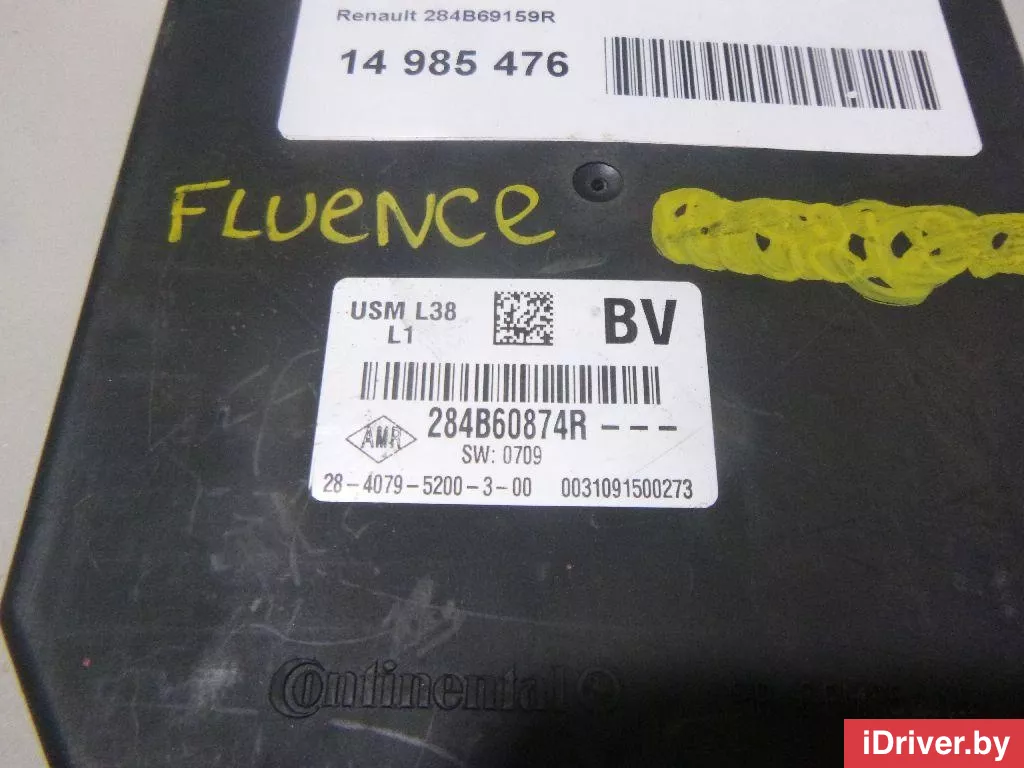 Renault 284B69159R
14 985 476
FLUENCE
USM L38
L1
BV
284B60874R ---
AMR
SW: 0709
28-4079-5200-3-00 0031091500273
Continental
iDriver.by